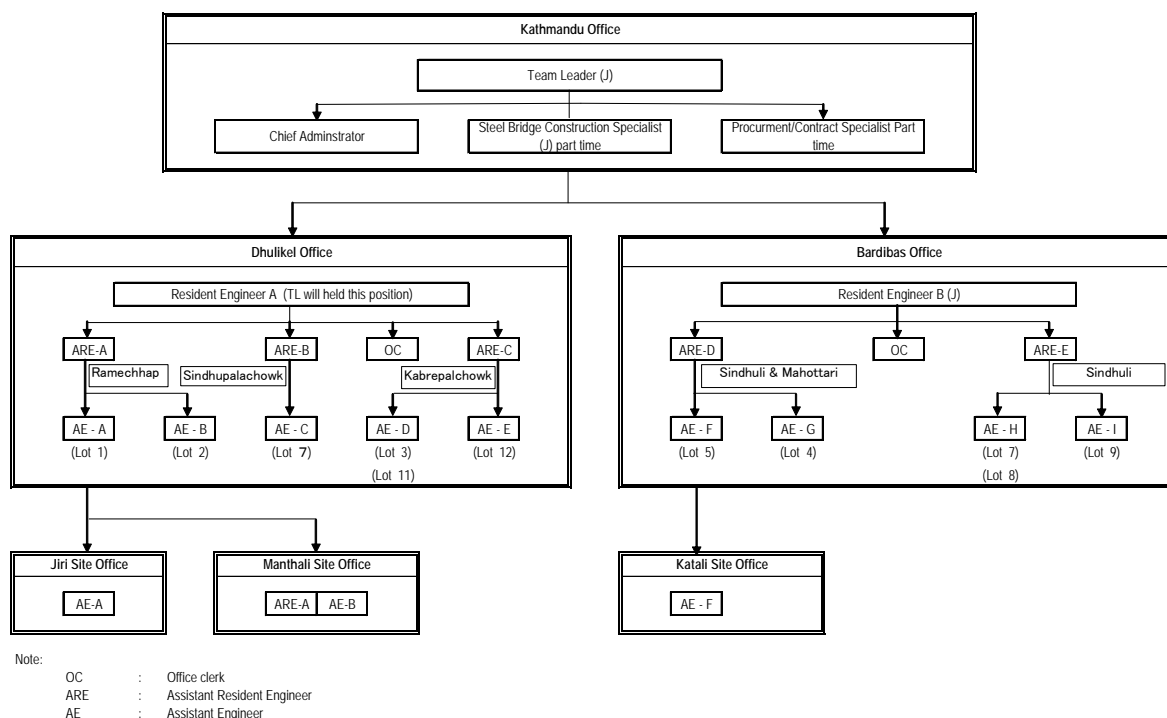 Kathmandu Office
Team Leader (J)
Chief Adminstrator
Steel Bridge Construction Specialist
(J) part time
Procurment/Contract Specialist Part
time
Dhulikel Office
Resident Engineer A (TL will held this position)
ARE-A
ARE-B
OC
ARE-C
Ramechhap
Sindhupalachowk
Kabrepalchowk
AE - A
AE - B
AE - C
AE - D
AE - E
(Lot 1)
(Lot 2)
(Lot 7)
(Lot 3)
(Lot 12)
(Lot 11)
Bardibas Office
Resident Engineer B (J)
ARE-D
OC
ARE-E
Sindhuli & Mahottari
Sindhuli
AE - F
AE - G
AE - H
AE - I
(Lot 5)
(Lot 4)
(Lot 7)
(Lot 9)
(Lot 8)
Jiri Site Office
AE-A
Manthali Site Office
ARE-A
AE-B
Katali Site Office
AE - F
Note:
OC : Office clerk
ARE : Assistant Resident Engineer
AE : Assistant Engineer